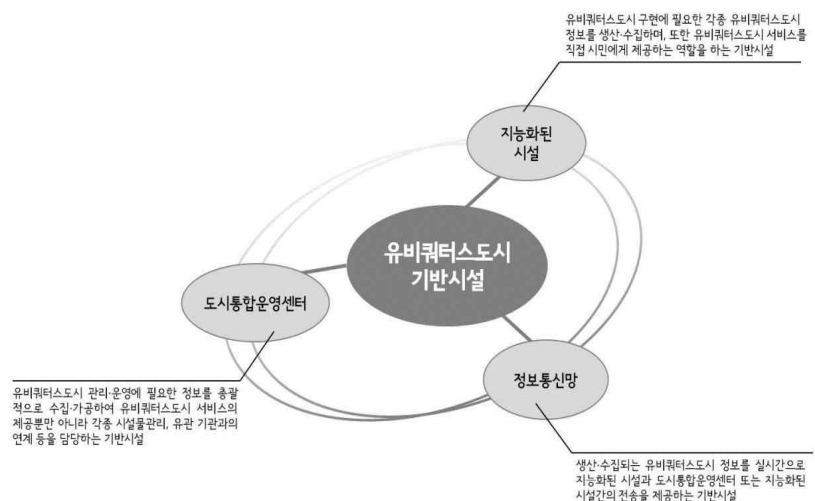 유비쿼터스도시 구현에 필요한 각종 유비쿼터스도시
정보를 생산·수집하며, 또한 유비쿼터스도시 서비스를
직접 시민에게 제공하는 역할을 하는 기반시설
지능화된
시설
유비쿼터스도시
기반시설
도시통합운영센터
정보통신망
유비쿼터스도시 관리·운영에 필요한 정보를 총괄
적으로 수집·가공하여 유비쿼터스도시 서비스의
제공뿐만 아니라 각종 시설물관리, 유관 기관과의
연계 등을 담당하는 기반시설
생산·수집되는 유비쿼터스도시 정보를 실시간으로
지능화된 시설과 도시통합운영센터 또는 지능화된
시설간의 전송을 제공하는 기반시설